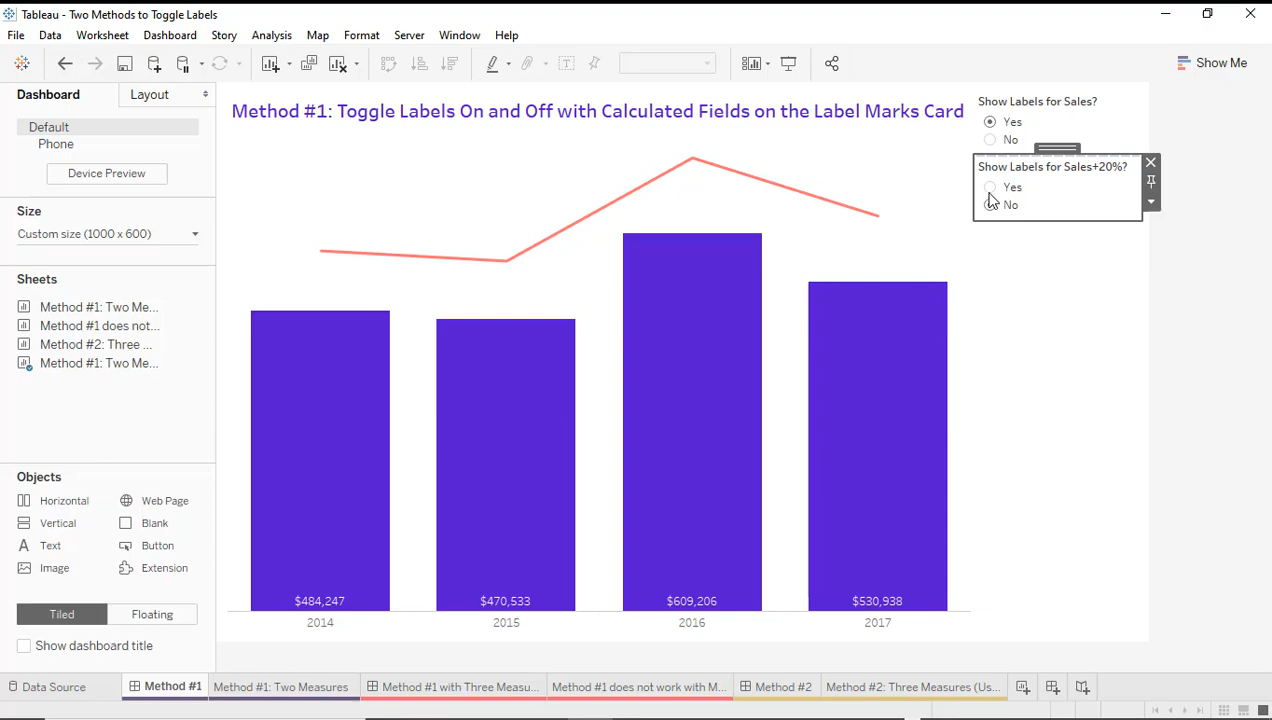 Tableau - Two Methods to Toggle Labels
File Data Worksheet Dashboard Story Analysis Map Format Server Window Help
Show Me
Dashboard Layout
Default
Phone
Device Preview
Size
Custom size (1000 x 600)
Sheets
Method #1: Two Me...
Method #1 does not...
Method #2: Three ...
Method #1: Two Me...
Objects
Horizontal Web Page
Vertical Blank
Text Button
Image Extension
Tiled Floating
Show dashboard title
Method #1: Toggle Labels On and Off with Calculated Fields on the Label Marks Card
Show Labels for Sales?
Yes
No
Show Labels for Sales+20%?
Yes
No
$484,247 $470,533 $609,206 $530,938
2014 2015 2016 2017
Data Source Method #1 Method #1: Two Measures Method #1 with Three Measu... Method #1 does not work with M... Method #2 Method #2: Three Measures (Us...